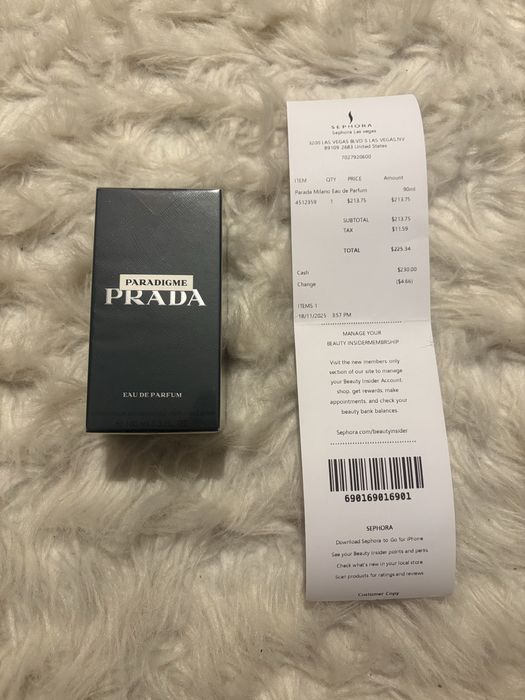 PARADIGME
PRADA
EAU DE PARFUM
SEPHORA
Sephora Las vegas
3200 LAS VEGAS BLVD S LAS VEGAS,NV
89109-2683 United States
7027920600
ITEM QTY PRICE Amount
Parada Milano Eau de Parfum 90ml
4512359 1 $213.75 $213.75
SUBTOTAL $213.75
TAX $11.59
TOTAL $225.34
Cash $230.00
Change ($4.66)
ITEMS 1
18/11/2025 3:57 PM
MANAGE YOUR
BEAUTY INSIDERMEMBRSHIP
Visit the new members only
section of our site to manage
your Beauty Insider Account,
shop, get rewards, make
appointments, and check your
beauty bank balances.
Sephora.com/beautyinsider
690169016901
SEPHORA
Download Sephora to Go for iPhone
See your Beauty Insider points and perks
Check what's new in your local store
Scan products for ratings and reviews
Customer Copy